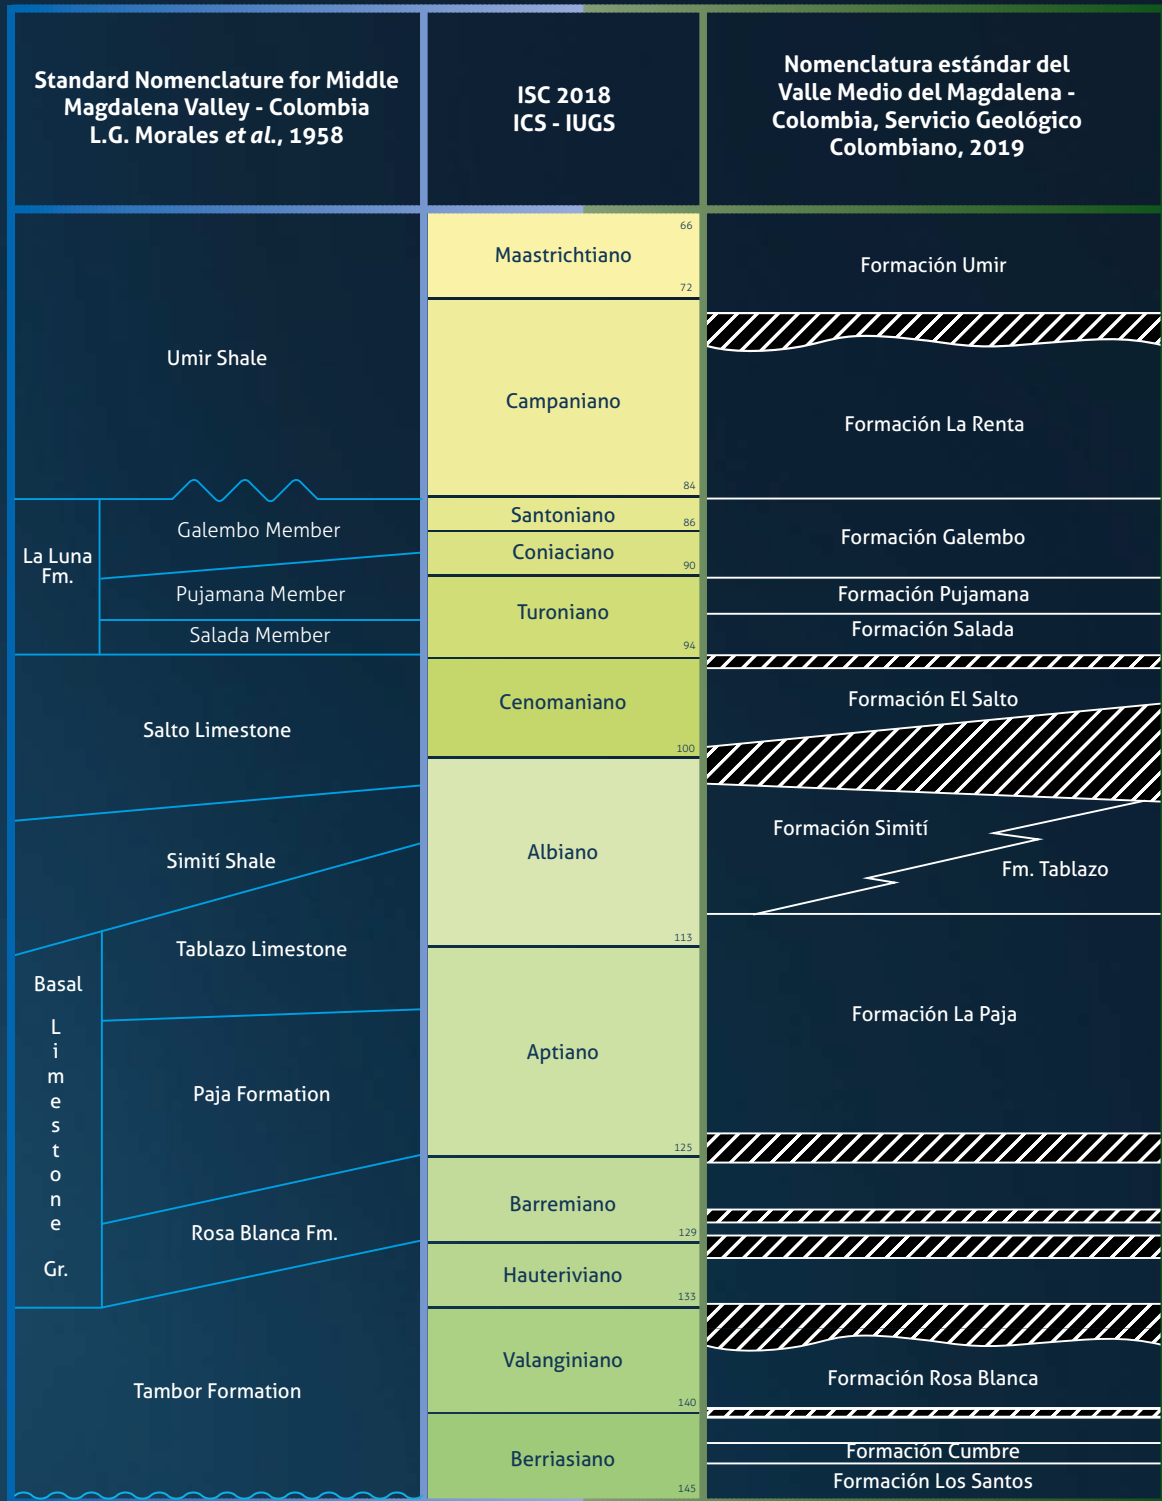 Standard Nomenclature for Middle
Magdalena Valley - Colombia
L.G. Morales et al., 1958
ISC 2018
ICS - IUGS
Nomenclatura estándar del
Valle Medio del Magdalena -
Colombia, Servicio Geológico
Colombiano, 2019
Umir Shale
La Luna
Fm.
Galembo Member
Pujamana Member
Salada Member
Salto Limestone
Simití Shale
Basal
L
i
m
e
s
t
o
n
e
Gr.
Tablazo Limestone
Paja Formation
Rosa Blanca Fm.
Tambor Formation
66
Maastrichtiano
72
Campaniano
84
Santoniano
86
Coniaciano
90
Turoniano
94
Cenomaniano
100
Albiano
113
Aptiano
125
Barremiano
129
Hauteriviano
133
Valanginiano
140
Berriasiano
145
Formación Umir
Formación La Renta
Formación Galembo
Formación Pujamana
Formación Salada
Formación El Salto
Formación Simití
Fm. Tablazo
Formación La Paja
Formación Rosa Blanca
Formación Cumbre
Formación Los Santos